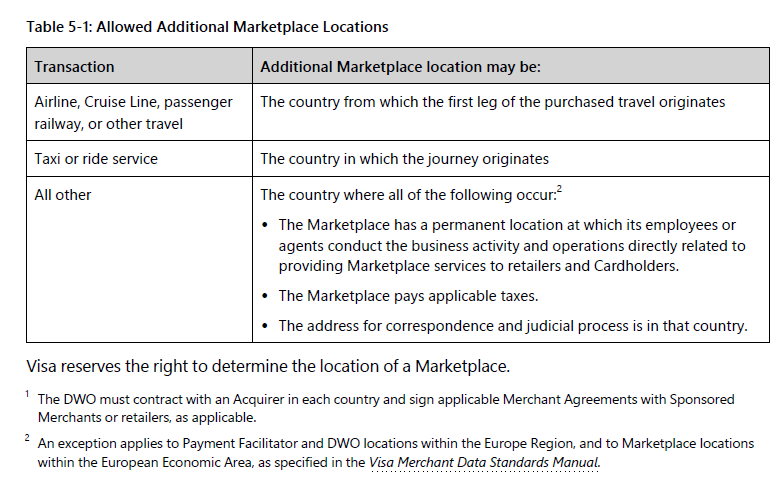 Table 5-1: Allowed Additional Marketplace Locations
Transaction
Additional Marketplace location may be:
Airline, Cruise Line, passenger
railway, or other travel
The country from which the first leg of the purchased travel originates
Taxi or ride service
The country in which the journey originates
All other
The country where all of the following occur:2
• The Marketplace has a permanent location at which its employees or
agents conduct the business activity and operations directly related to
providing Marketplace services to retailers and Cardholders.
• The Marketplace pays applicable taxes.
• The address for correspondence and judicial process is in that country.
Visa reserves the right to determine the location of a Marketplace.
1 The DWO must contract with an Acquirer in each country and sign applicable Merchant Agreements with Sponsored
Merchants or retailers, as applicable.
2 An exception applies to Payment Facilitator and DWO locations within the Europe Region, and to Marketplace locations
within the European Economic Area, as specified in the Visa Merchant Data Standards Manual.